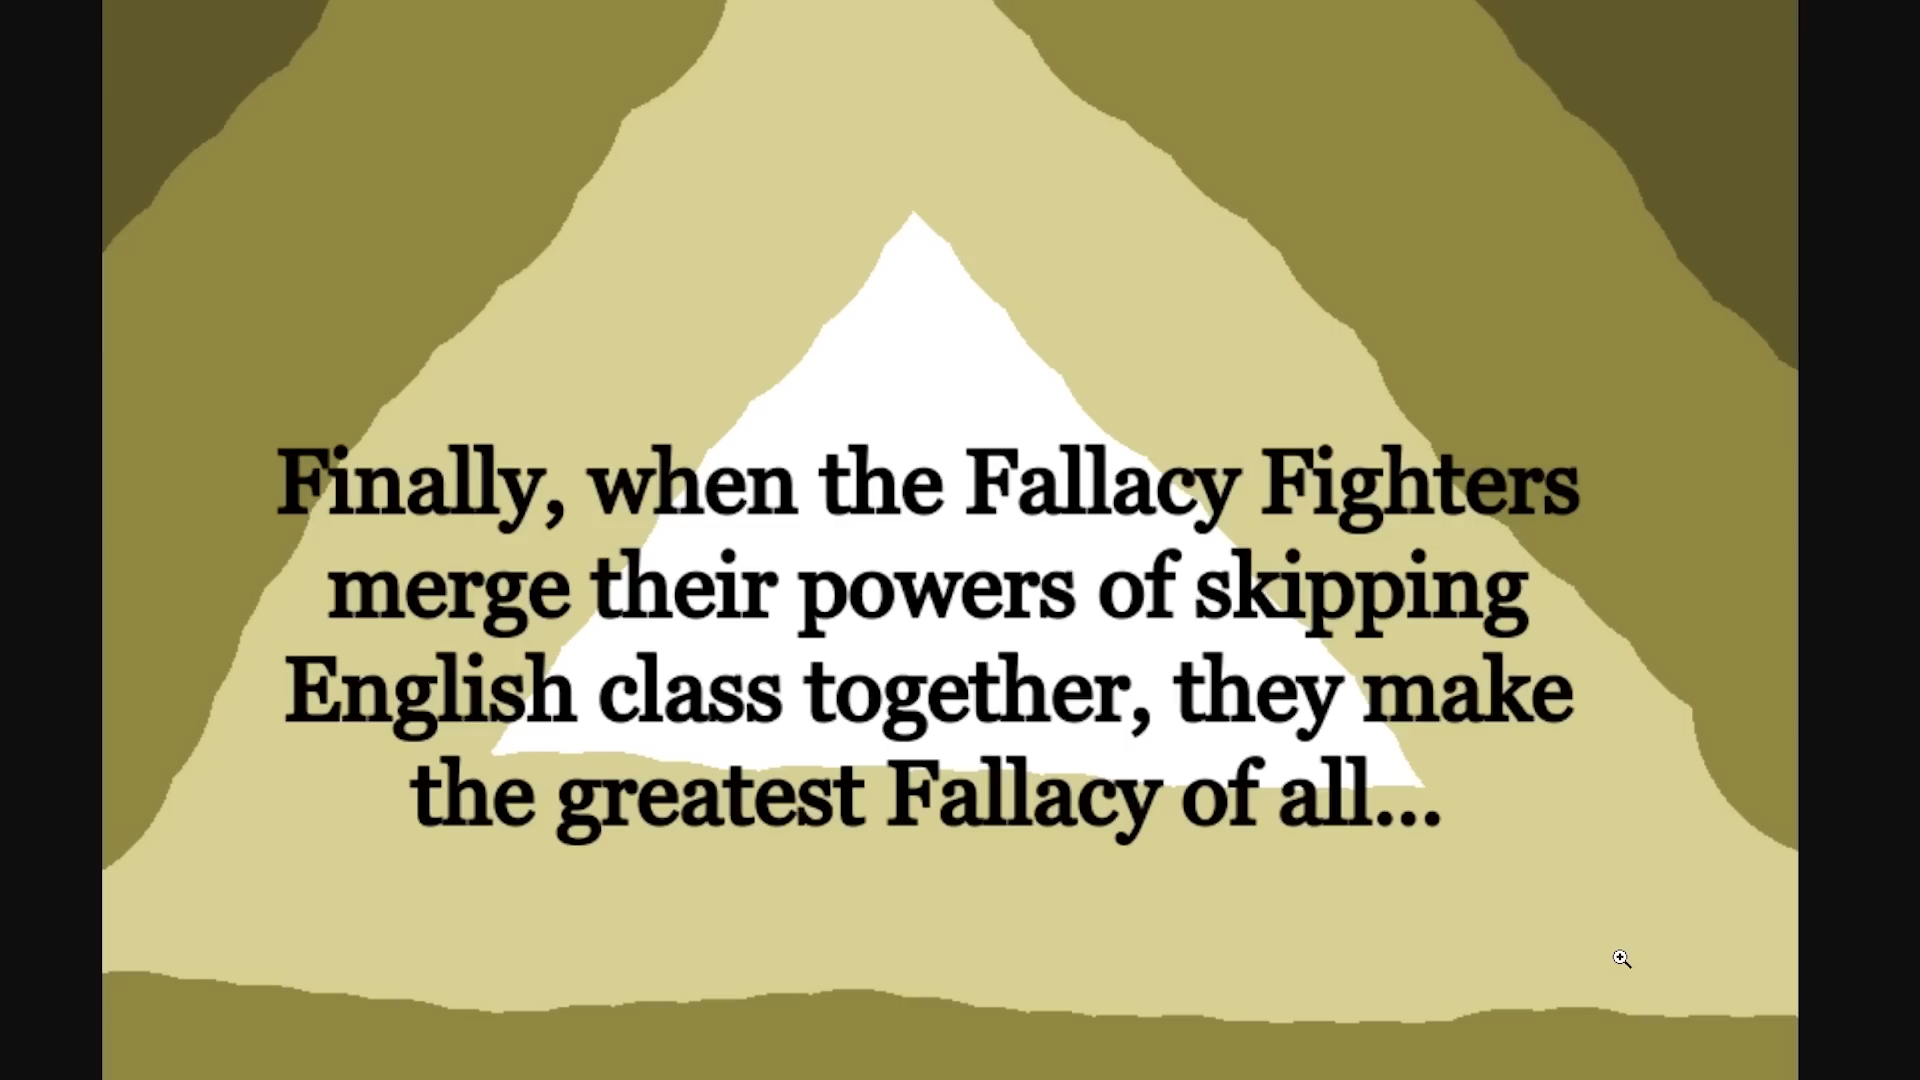 Finally, when the Fallacy Fighters
merge their powers of skipping
English class together, they make
the greatest Fallacy of all...